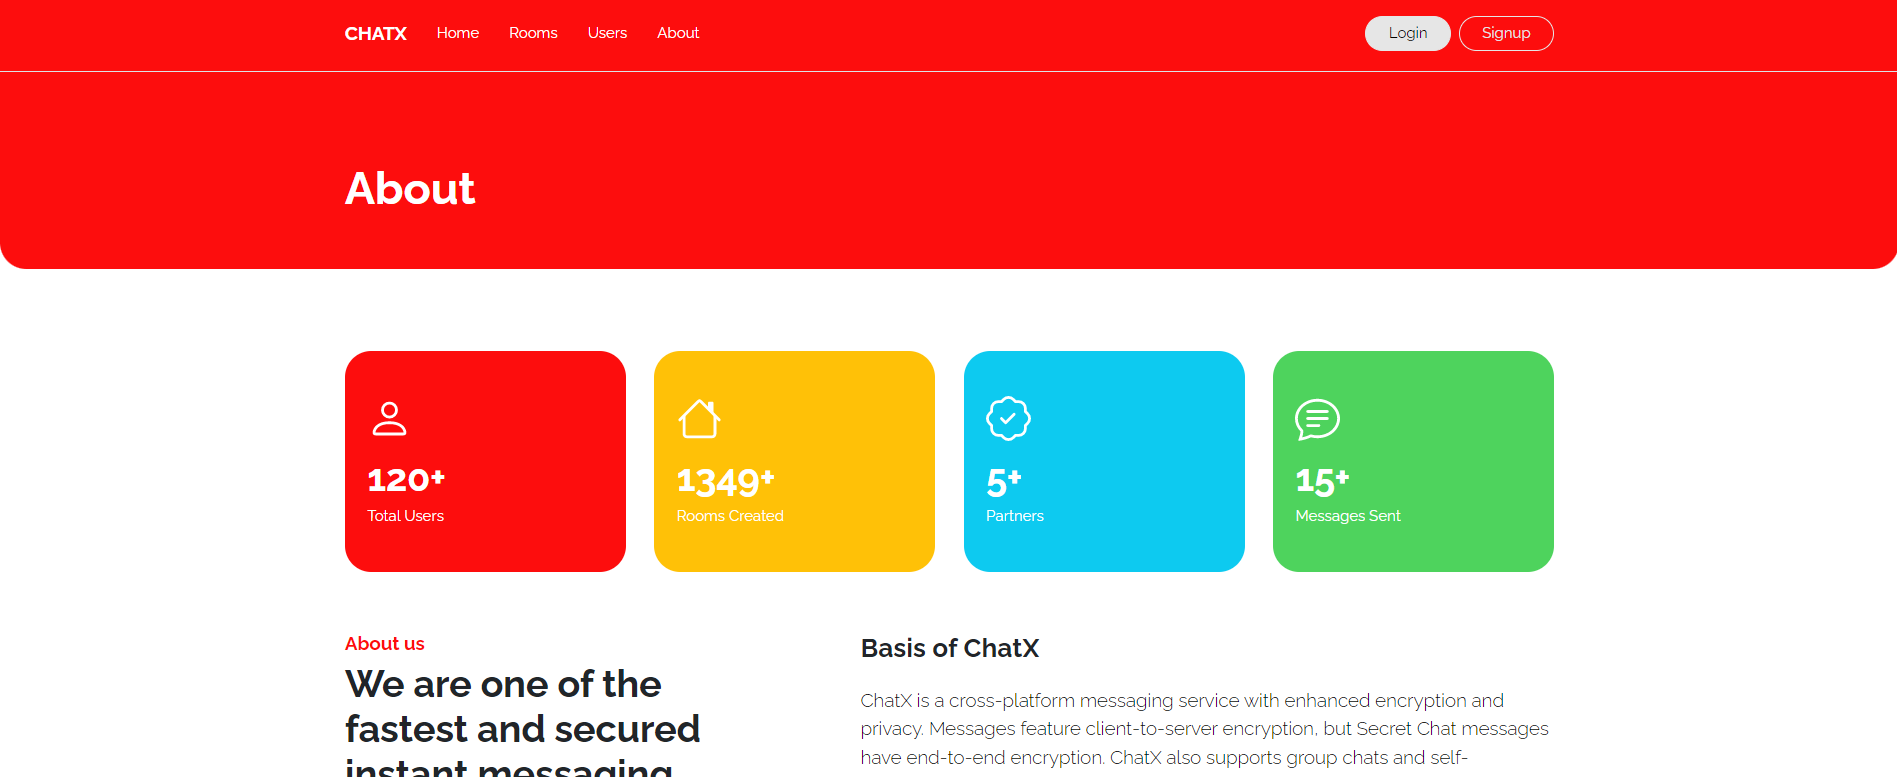 CHATX Home Rooms Users About Login Signup
About
120+
Total Users
1349+
Rooms Created
5+
Partners
15+
Messages Sent
About us
We are one of the
fastest and secured
instant messaging
Basis of ChatX
ChatX is a cross-platform messaging service with enhanced encryption and
privacy. Messages feature client-to-server encryption, but Secret Chat messages
have end-to-end encryption. ChatX also supports group chats and self-